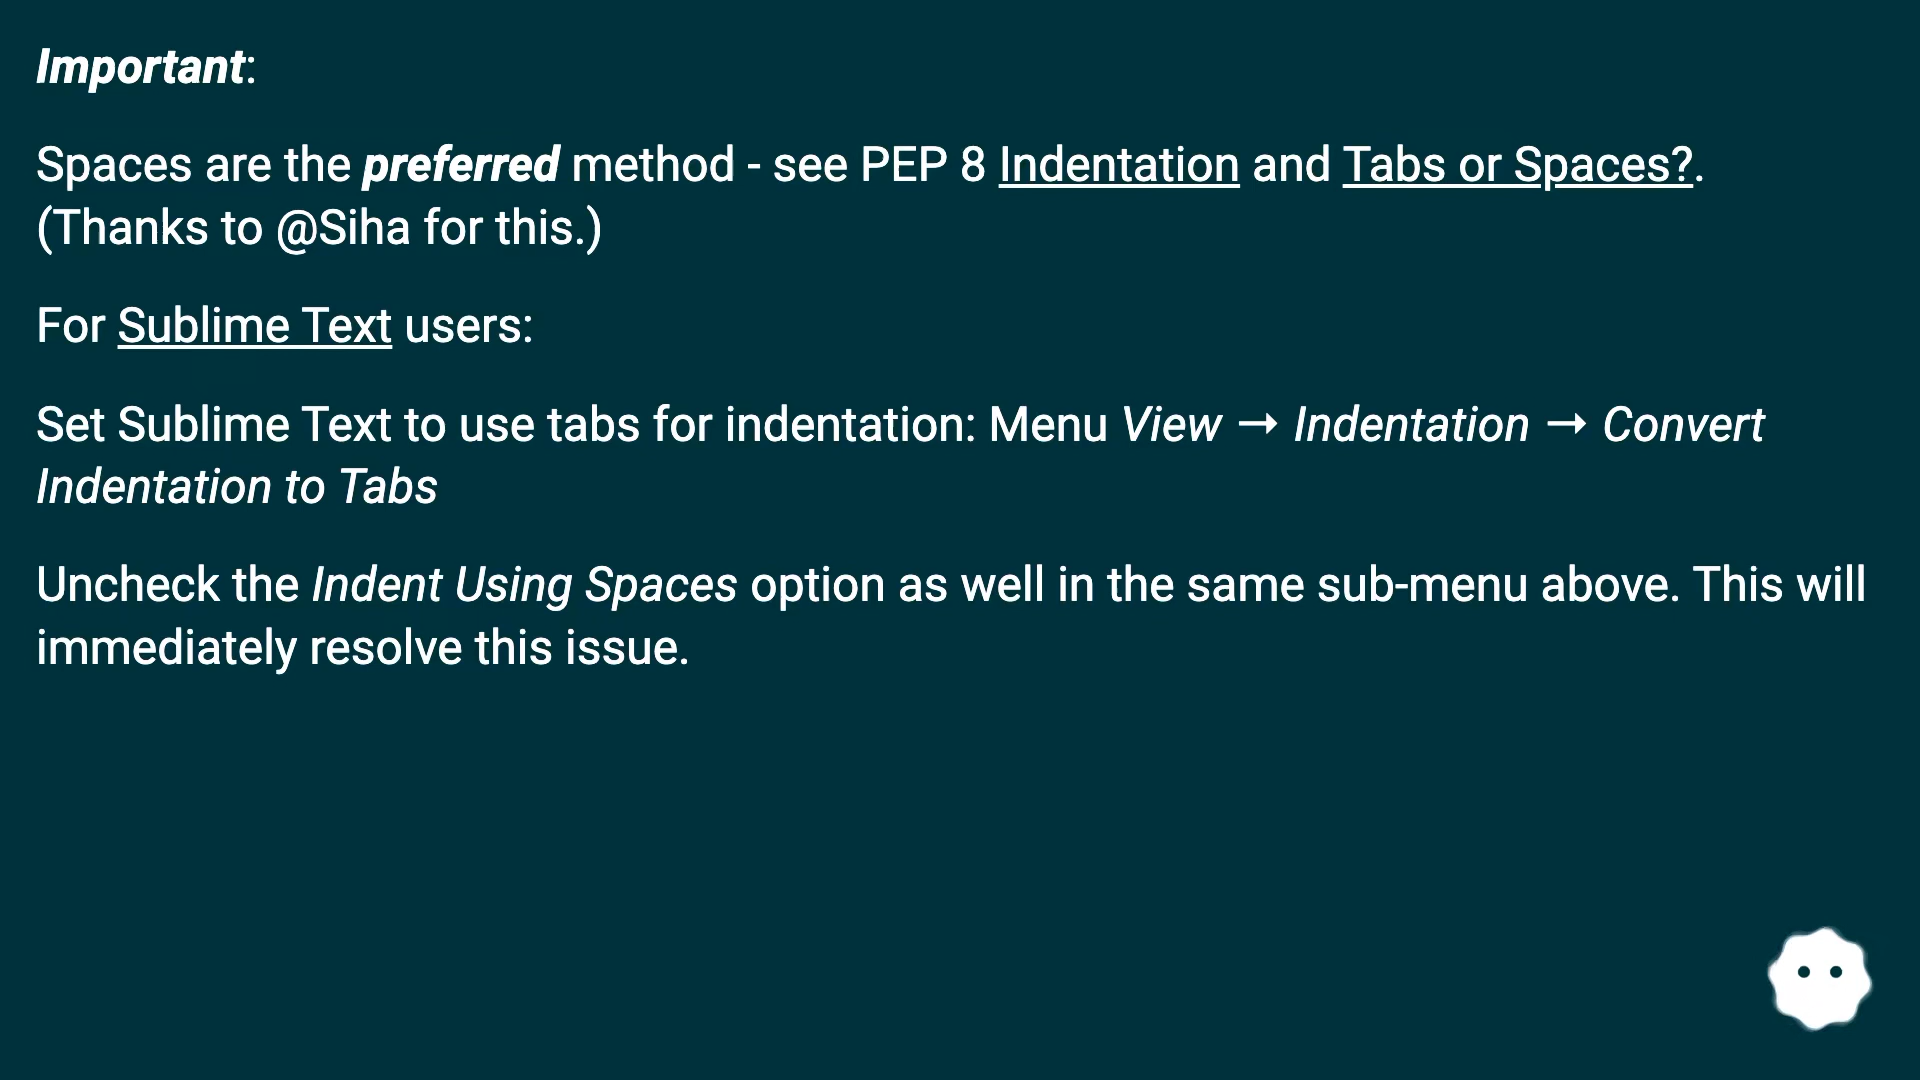 Important:
Spaces are the preferred method - see PEP 8 Indentation and Tabs or Spaces?.
(Thanks to @Siha for this.)
For Sublime Text users:
Set Sublime Text to use tabs for indentation: Menu View → Indentation → Convert
Indentation to Tabs
Uncheck the Indent Using Spaces option as well in the same sub-menu above. This will
immediately resolve this issue.